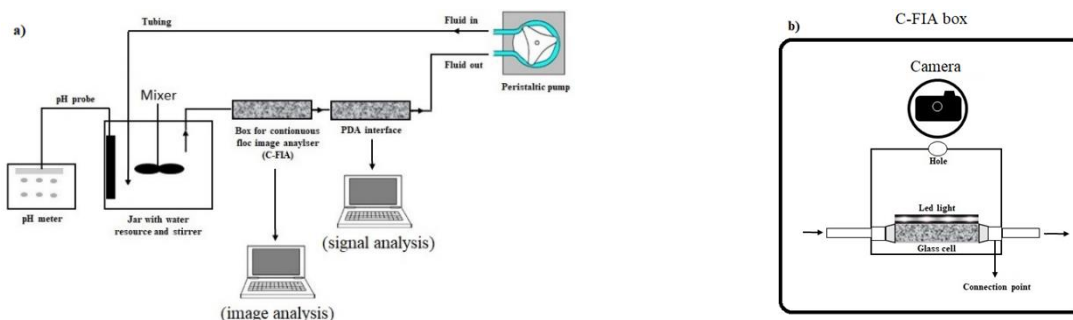 a)
Tubing
Fluid in
Fluid out
Peristaltic pump
pH probe
Mixer
Box for contionuous
floc image anaylser
(C-FIA)
PDA interface
pH meter
Jar with water
resource and stirrer
(signal analysis)
(image analysis)
b)
C-FIA box
Camera
Hole
Led light
Glass cell
Connection point